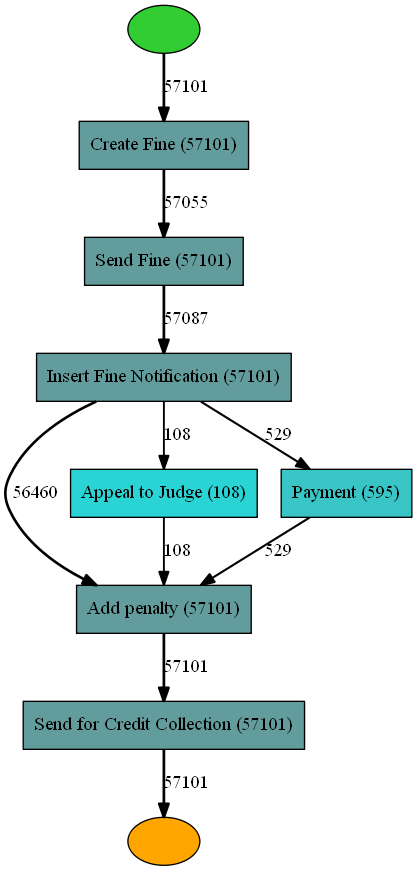 57101
Create Fine (57101)
57055
Send Fine (57101)
57087
Insert Fine Notification (57101)
108
529
56460
Appeal to Judge (108)
Payment (595)
108
529
Add penalty (57101)
57101
Send for Credit Collection (57101)
57101